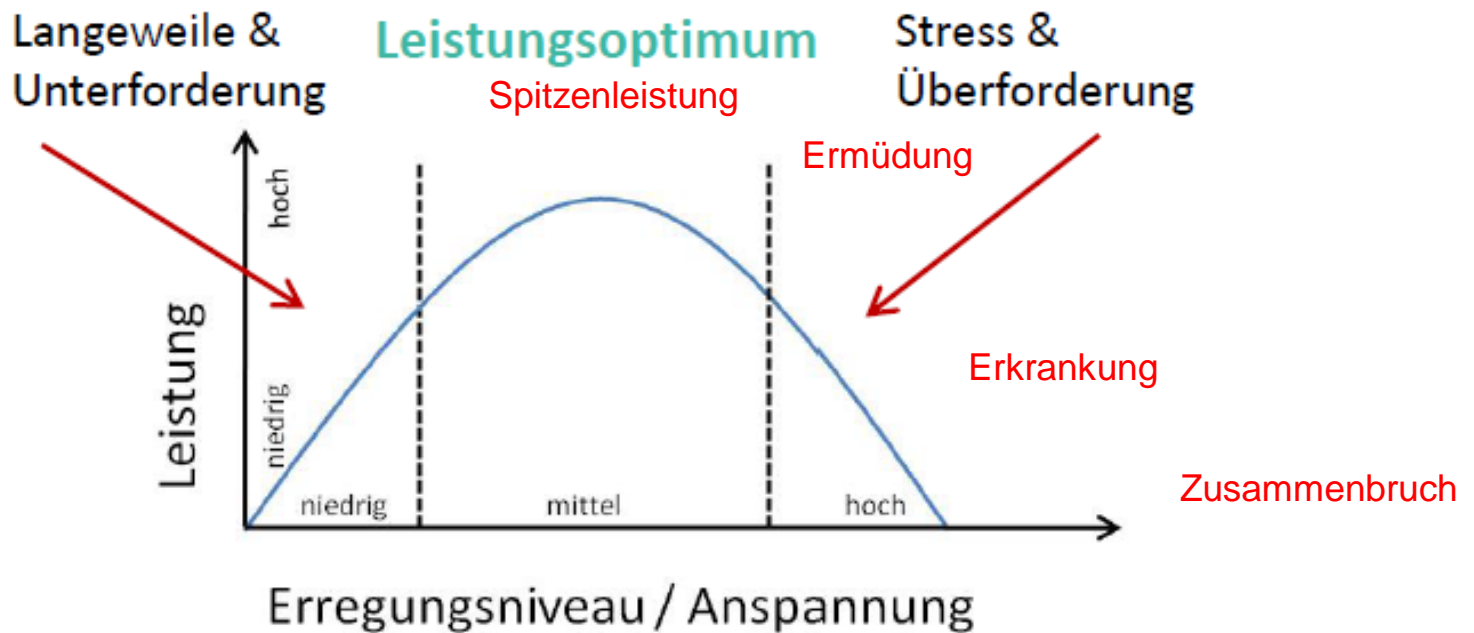 Langeweile &
Unterforderung
Leistungsoptimum
Spitzenleistung
Stress &
Überforderung
Ermüdung
Erkrankung
Zusammenbruch
Leistung
hoch
niedrig
niedrig
mittel
hoch
Erregungsniveau / Anspannung